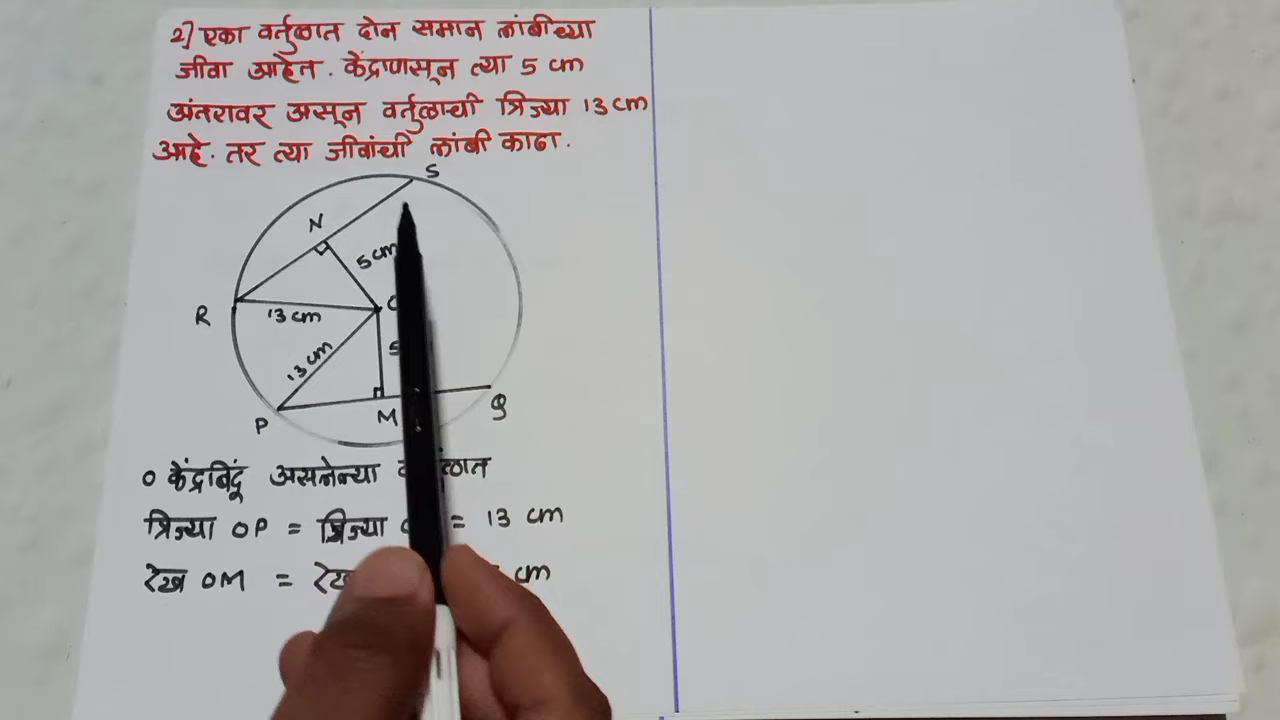 2) एका वर्तुळात दोन समान लांबीच्या
जीवा आहेत. केंद्रापासून त्या 5 cm
अंतरावर असून वर्तुळाची त्रिज्या 13 cm
आहे. तर त्या जीवांची लांबी काढा.
S
N
5 cm
R
13 cm
13 cm
M
P
Q
O केंद्रबिंदू असलेल्या
त्रिज्या OP = त्रिज्या = 13 cm
रेख OM = cm